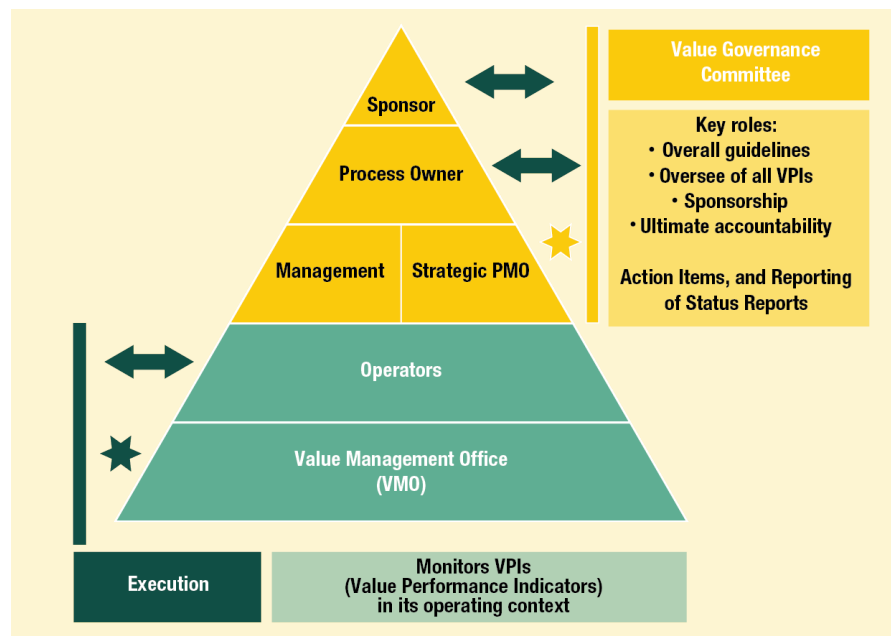 Sponsor
Process Owner
Management
Strategic PMO
Operators
Value Management Office
(VMO)
Value Governance
Committee
Key roles:
• Overall guidelines
• Oversee of all VPIs
• Sponsorship
• Ultimate accountability
Action Items, and Reporting
of Status Reports
Execution
Monitors VPIs
(Value Performance Indicators)
in its operating context